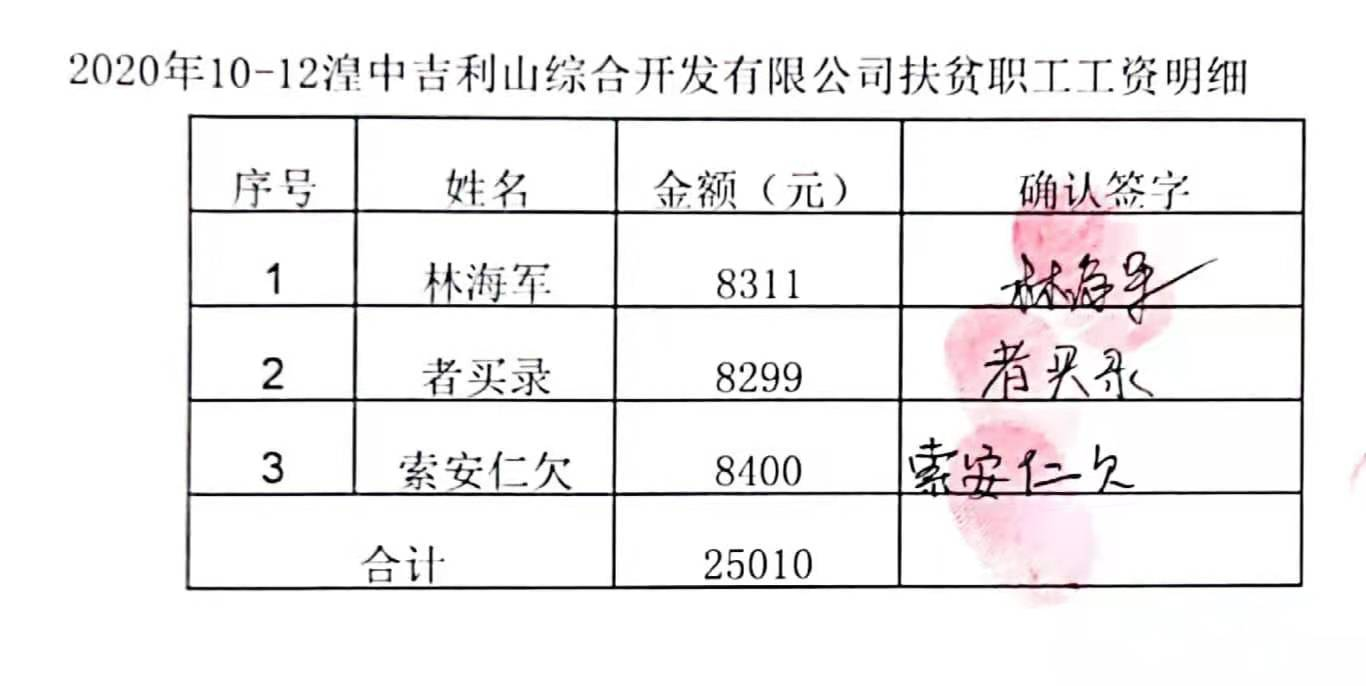 2020年10-12湟中吉利山综合开发有限公司扶贫职工工资明细
序号 姓名 金额（元） 确认签字
1 林海军 8311 林海军
2 者买录 8299 者买录
3 索安仁欠 8400 索安仁欠
合计 25010